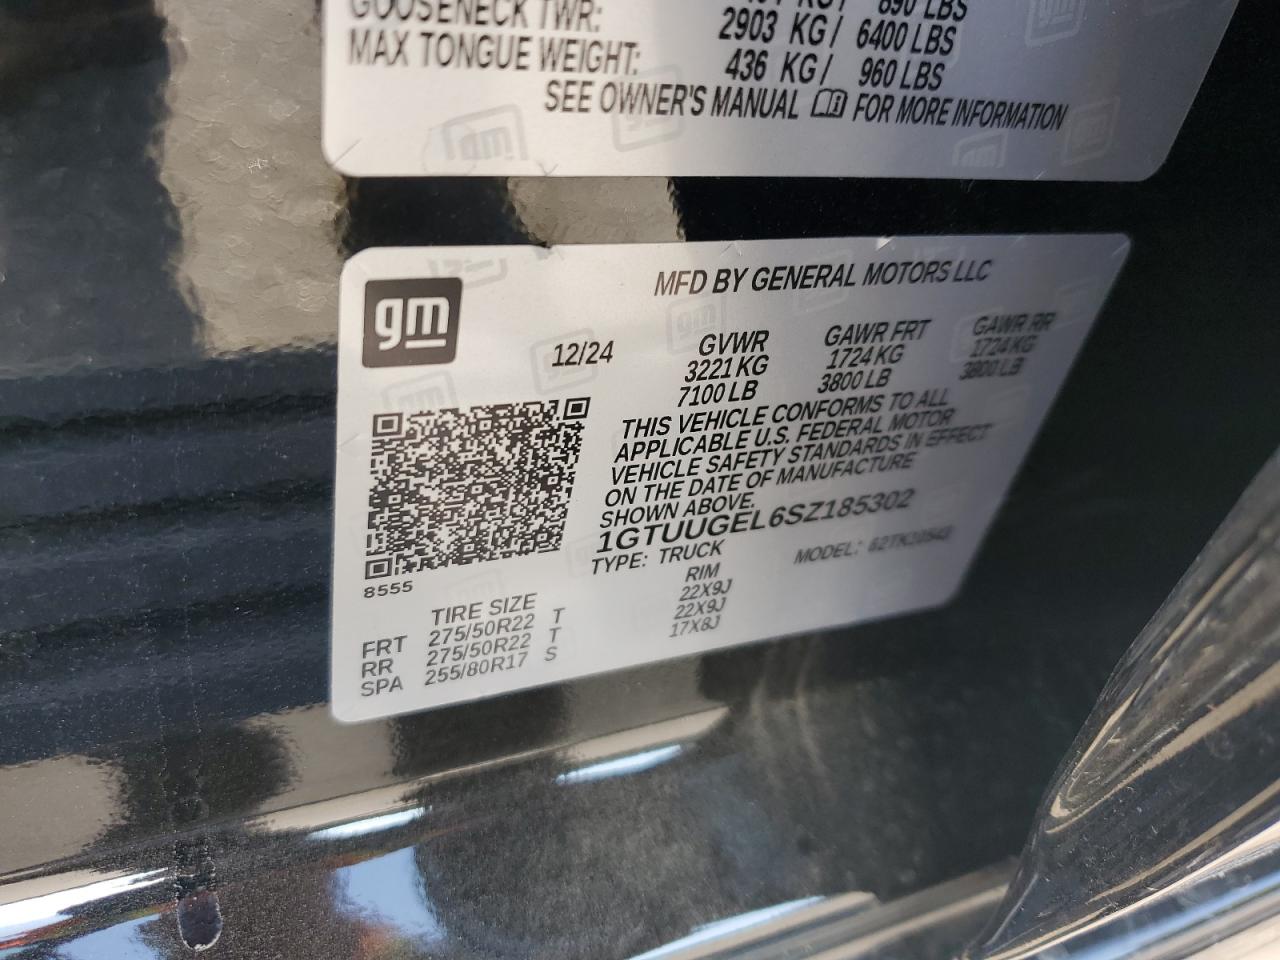 GOOSENECK TWR: 2903 KG / 6400 LBS
MAX TONGUE WEIGHT: 436 KG / 960 LBS
SEE OWNER'S MANUAL FOR MORE INFORMATION
gm
MFD BY GENERAL MOTORS LLC
12/24
GVWR GAWR FRT GAWR RR
3221 KG 1724 KG 1724 KG
7100 LB 3800 LB 3800 LB
THIS VEHICLE CONFORMS TO ALL
APPLICABLE U.S. FEDERAL MOTOR
VEHICLE SAFETY STANDARDS IN EFFECT
ON THE DATE OF MANUFACTURE
SHOWN ABOVE.
1GTUUGEL6SZ185302
TYPE: TRUCK MODEL:
8555
TIRE SIZE RIM
FRT 275/50R22 T 22X9J
RR 275/50R22 T 22X9J
SPA 255/80R17 S 17X8J